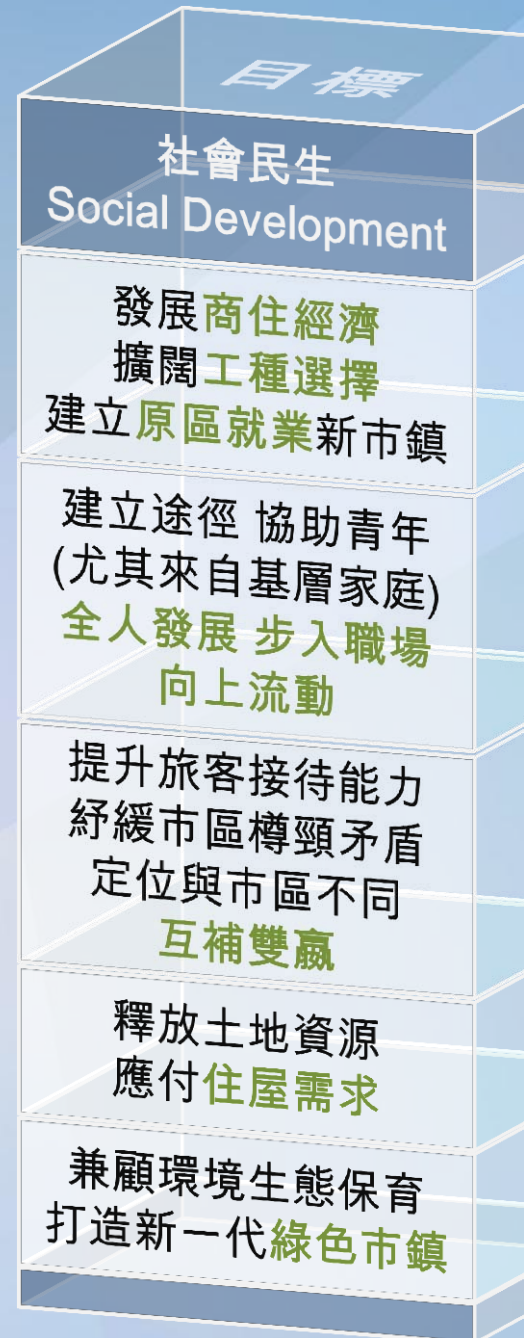 目標
社會民生
Social Development
發展商住經濟
擴闊工種選擇
建立原區就業新市鎮
建立途徑 協助青年
(尤其來自基層家庭)
全人發展 步入職場
向上流動
提升旅客接待能力
紓緩市區樽頸矛盾
定位與市區不同
互補雙贏
釋放土地資源
應付住屋需求
兼顧環境生態保育
打造新一代綠色市鎮